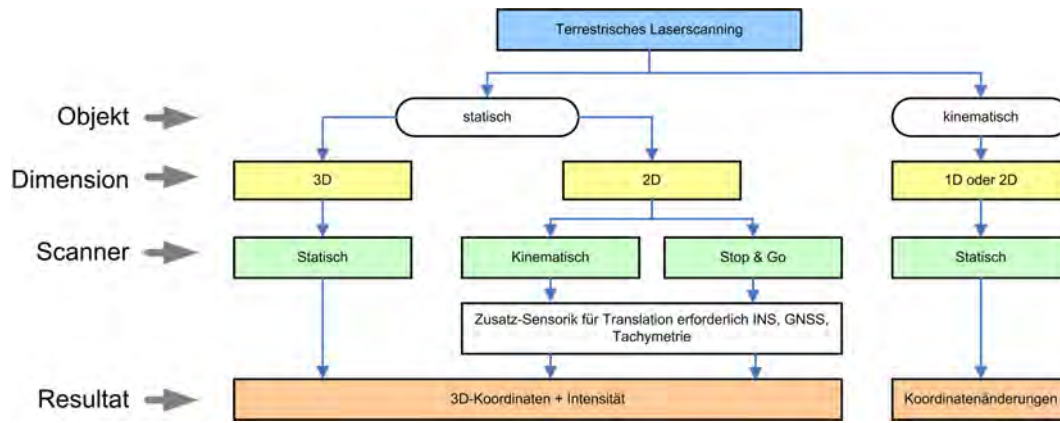 Terrestrisches Laserscanning
Objekt
statisch
kinematisch
Dimension
3D
2D
1D oder 2D
Scanner
Statisch
Kinematisch
Stop & Go
Statisch
Zusatz-Sensorik für Translation erforderlich INS, GNSS,
Tachymetrie
Resultat
3D-Koordinaten + Intensität
Koordinatenänderungen